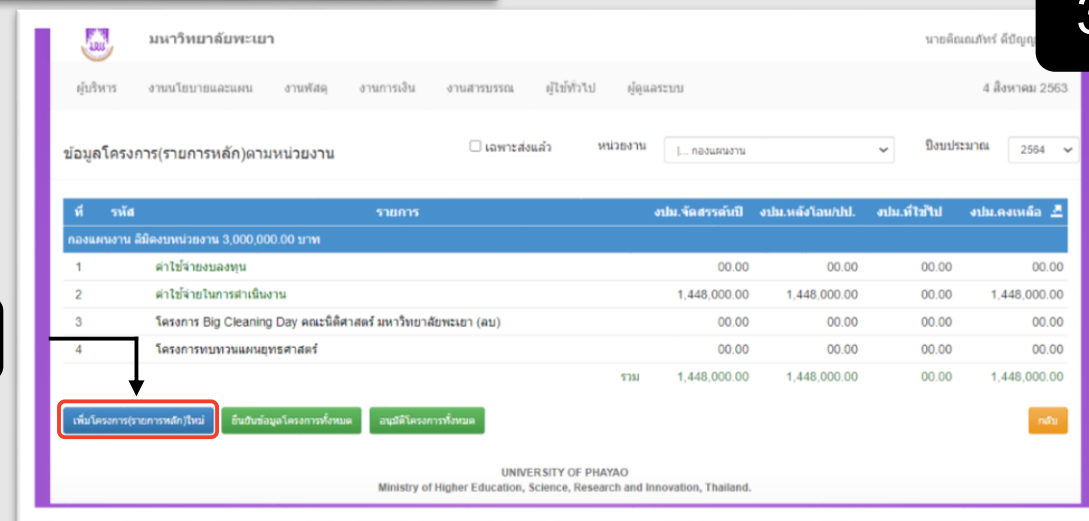 3
มหาวิทยาลัยพะเยา
นายคิณณภัทร์ ดีปัญญ
ผู้บริหาร งานนโยบายและแผน งานพัสดุ งานการเงิน งานสารบรรณ ผู้ใช้ทั่วไป ผู้ดูแลระบบ 4 สิงหาคม 2563
ข้อมูลโครงการ(รายการหลัก)ตามหน่วยงาน เฉพาะส่งแล้ว หน่วยงาน |... กองแผนงาน ปีงบประมาณ 2564
ที่ รหัส รายการ งปม.จัดสรรต้นปี งปม.หลังโอน/ปป. งปม.ที่ใช้ไป งปม.คงเหลือ
กองแผนงาน ลิมิตงบหน่วยงาน 3,000,000.00 บาท
1 ค่าใช้จ่ายงบลงทุน 00.00 00.00 00.00 00.00
2 ค่าใช้จ่ายในการดำเนินงาน 1,448,000.00 1,448,000.00 00.00 1,448,000.00
3 โครงการ Big Cleaning Day คณะนิติศาสตร์ มหาวิทยาลัยพะเยา (ลบ) 00.00 00.00 00.00 00.00
4 โครงการทบทวนแผนยุทธศาสตร์ 00.00 00.00 00.00 00.00
รวม 1,448,000.00 1,448,000.00 00.00 1,448,000.00
เพิ่มโครงการ(รายการหลัก)ใหม่ ยืนยันข้อมูลโครงการทั้งหมด อนุมัติโครงการทั้งหมด กลับ
UNIVERSITY OF PHAYAO
Ministry of Higher Education, Science, Research and Innovation, Thailand.